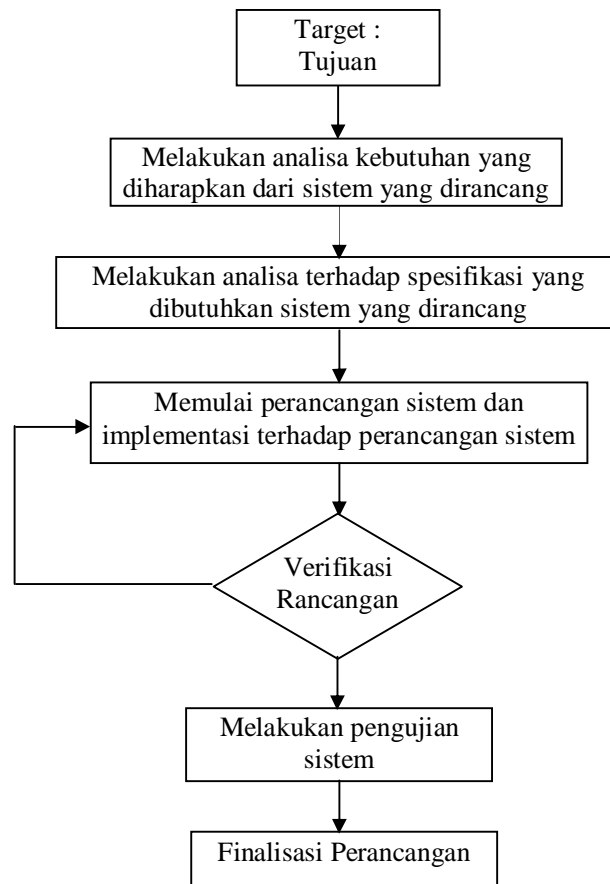 Target :
Tujuan
Melakukan analisa kebutuhan yang
diharapkan dari sistem yang dirancang
Melakukan analisa terhadap spesifikasi yang
dibutuhkan sistem yang dirancang
Memulai perancangan sistem dan
implementasi terhadap perancangan sistem
Verifikasi
Rancangan
Melakukan pengujian
sistem
Finalisasi Perancangan